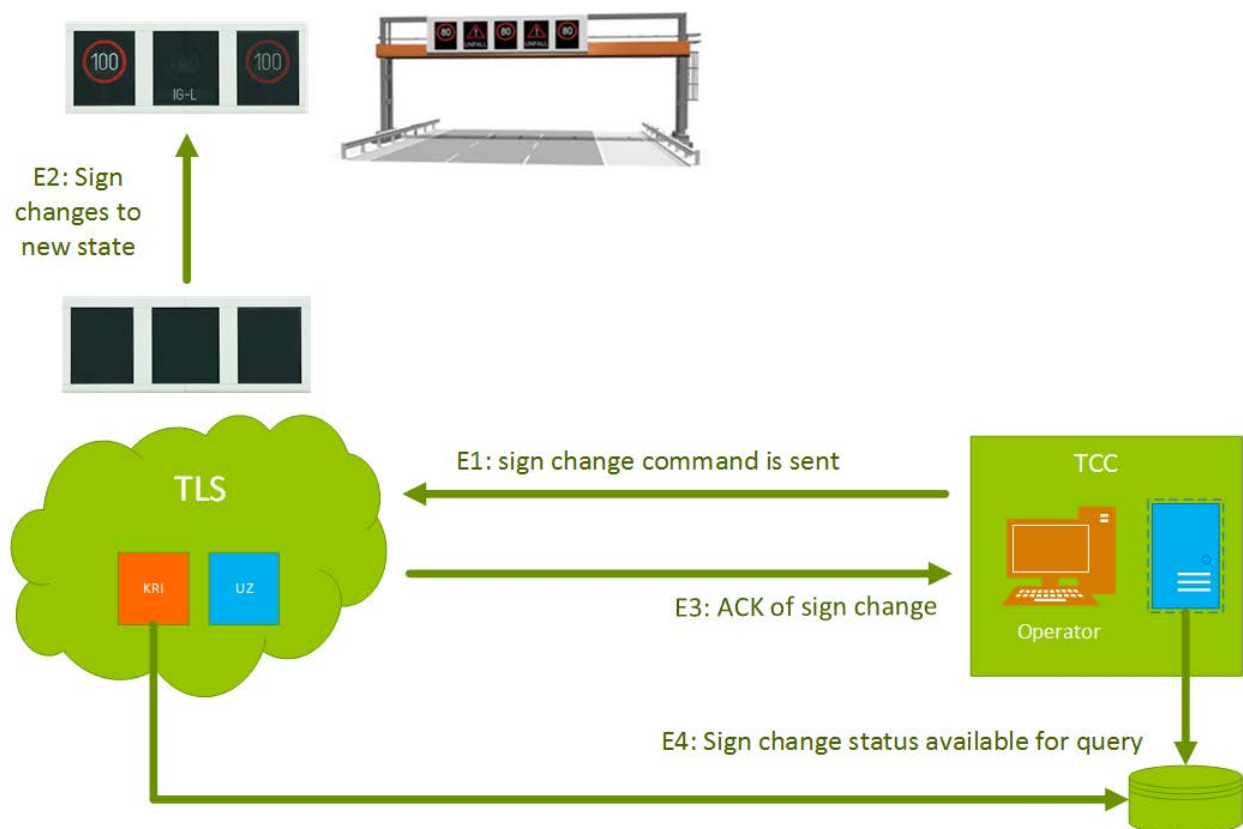 100
100
IG-L
80
UNFALL
80
UNFALL
80
E2: Sign
changes to
new state
TLS
KRI
UZ
E1: sign change command is sent
E3: ACK of sign change
TCC
Operator
E4: Sign change status available for query